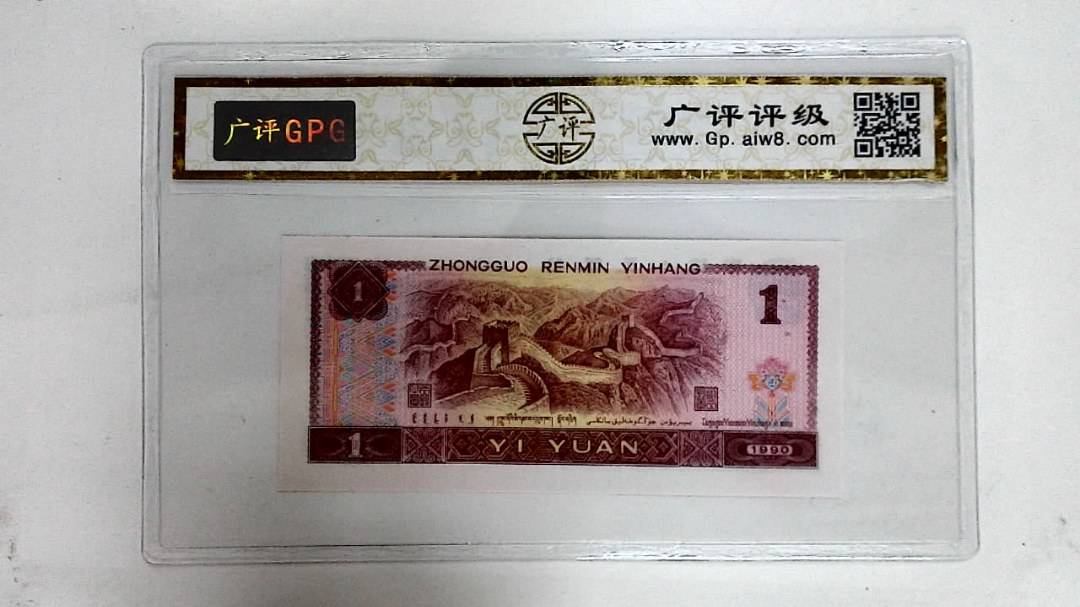 广评GPG
广评
广评评级
www.Gp.aiw8.com
ZHONGGUO RENMIN YINHANG
1
1
1
YI YUAN
1990